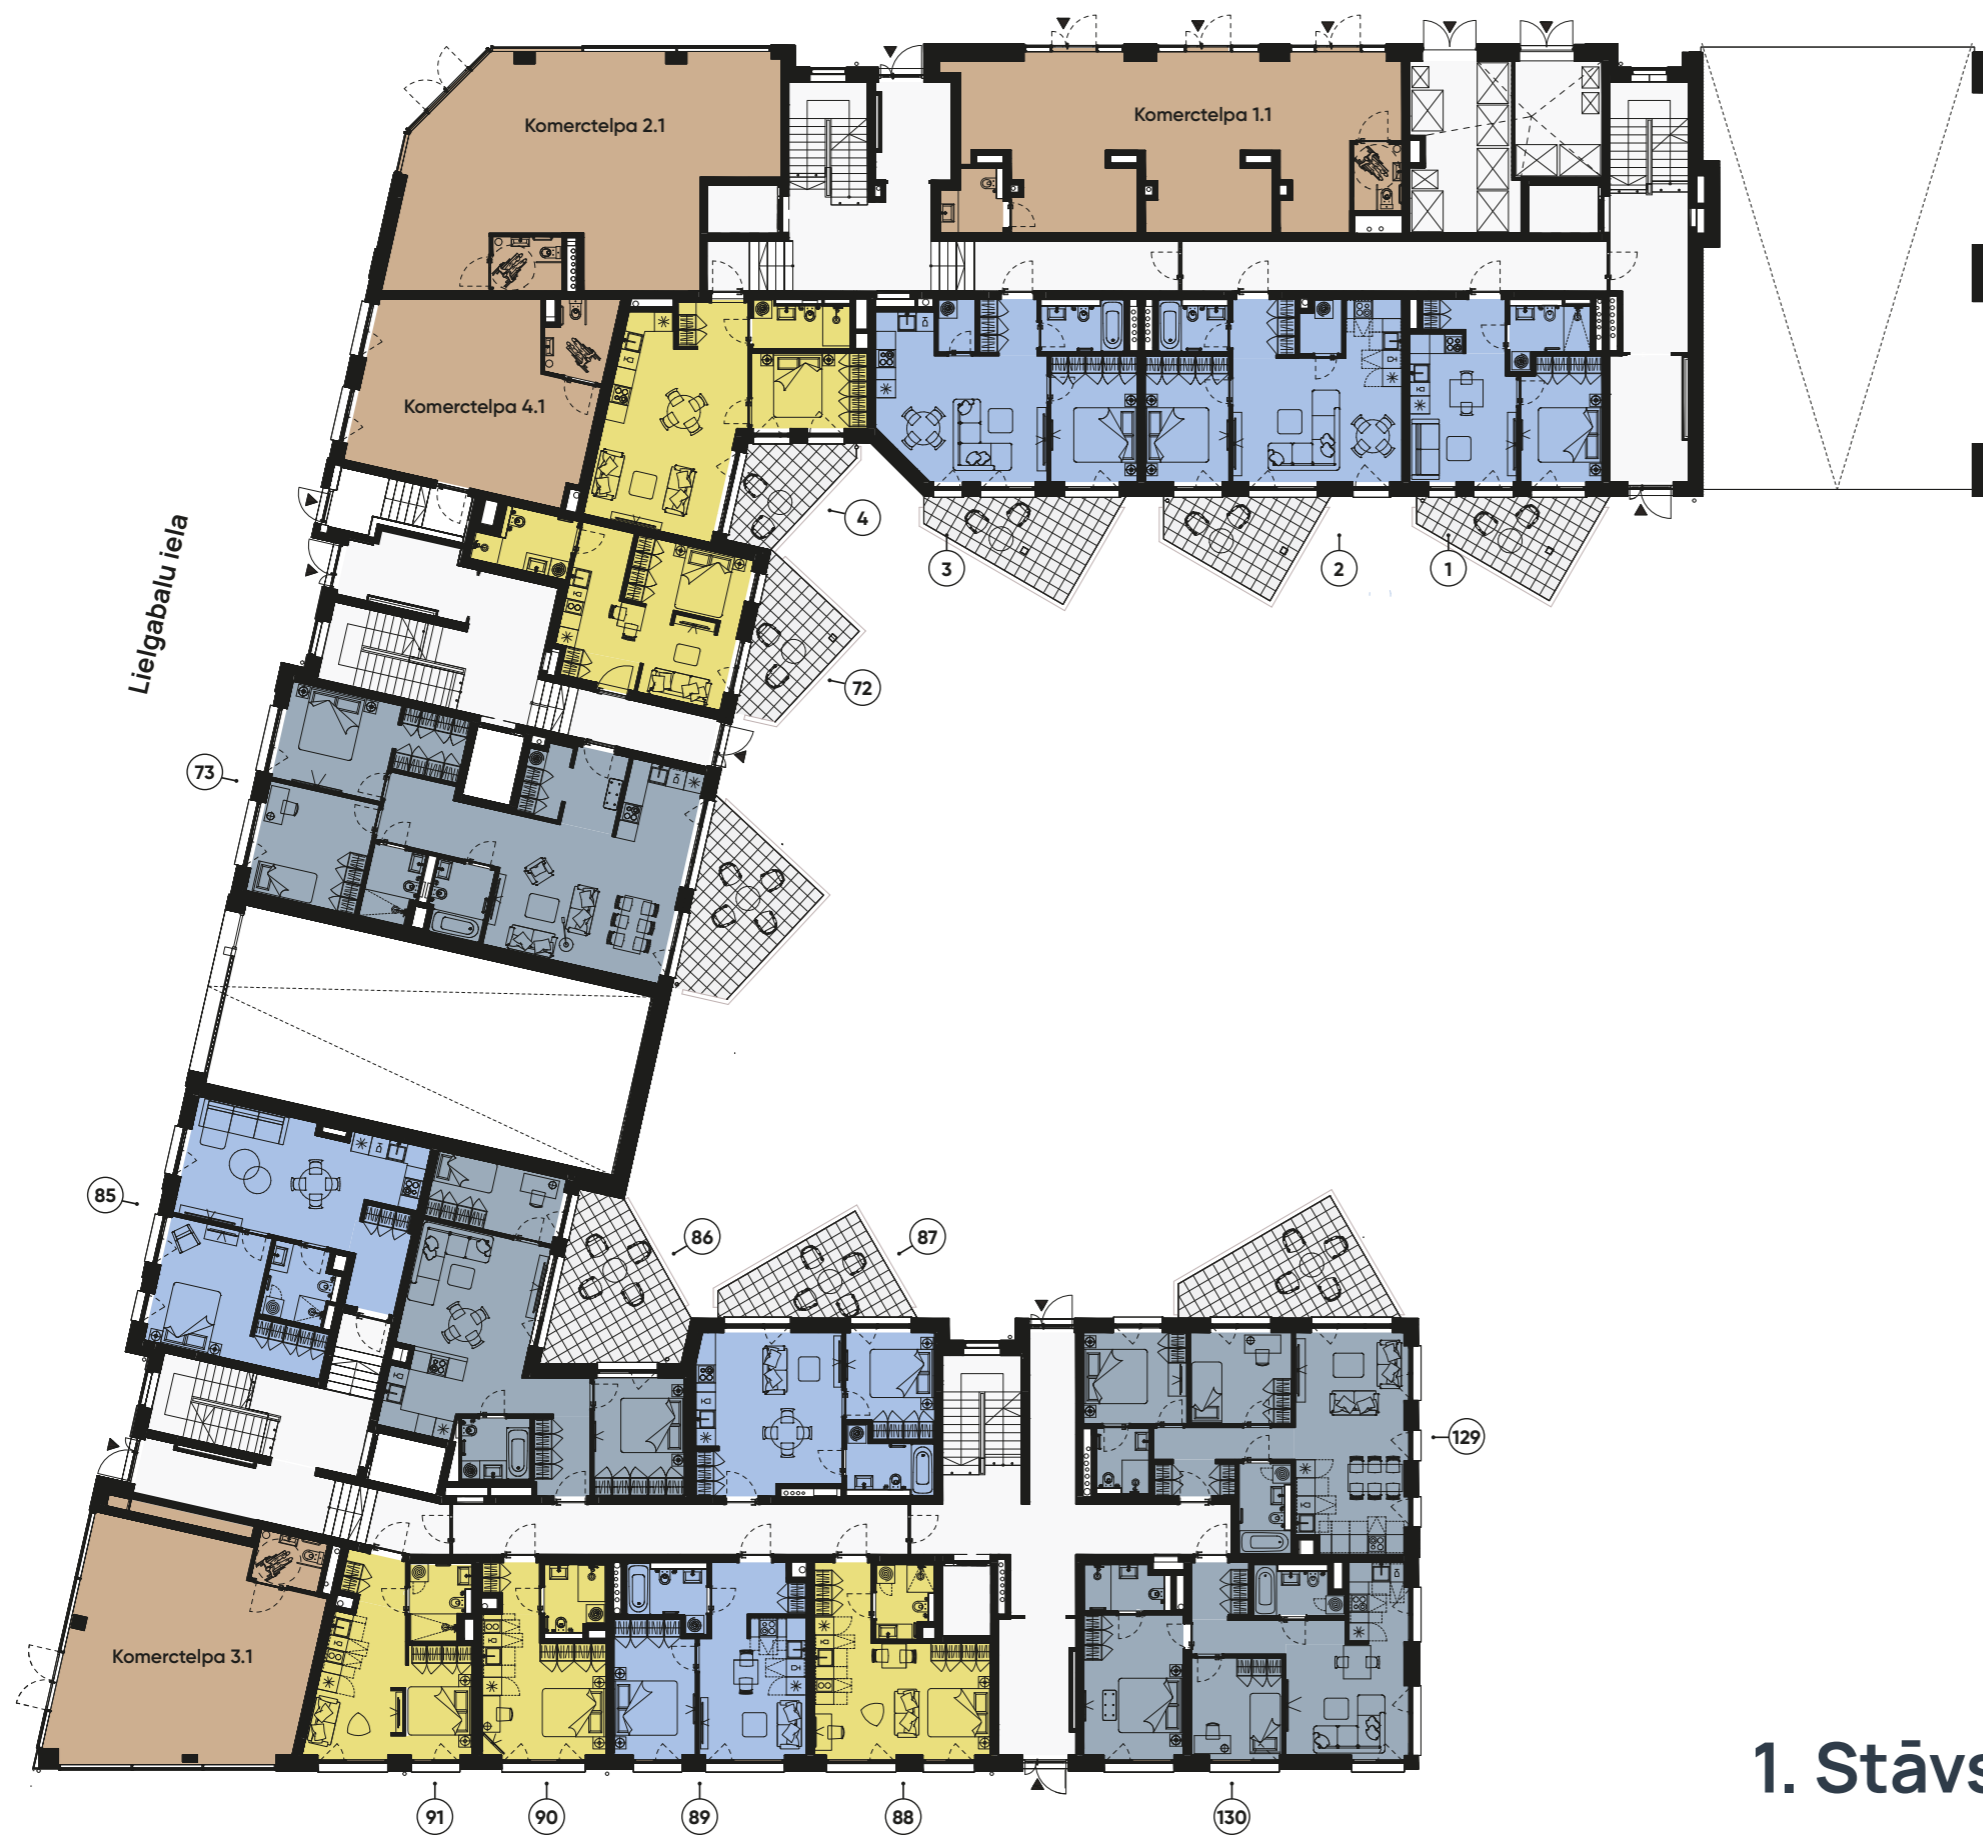 Komerctelpa 2.1
Komerctelpa 1.1
Komerctelpa 4.1
4
3
2
1
Lielgabalu iela
72
73
85
86
87
129
Komerctelpa 3.1
91
90
89
88
130
1. Stāvs